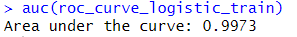 > auc(roc_curve_logistic_train)
Area under the curve: 0.9973